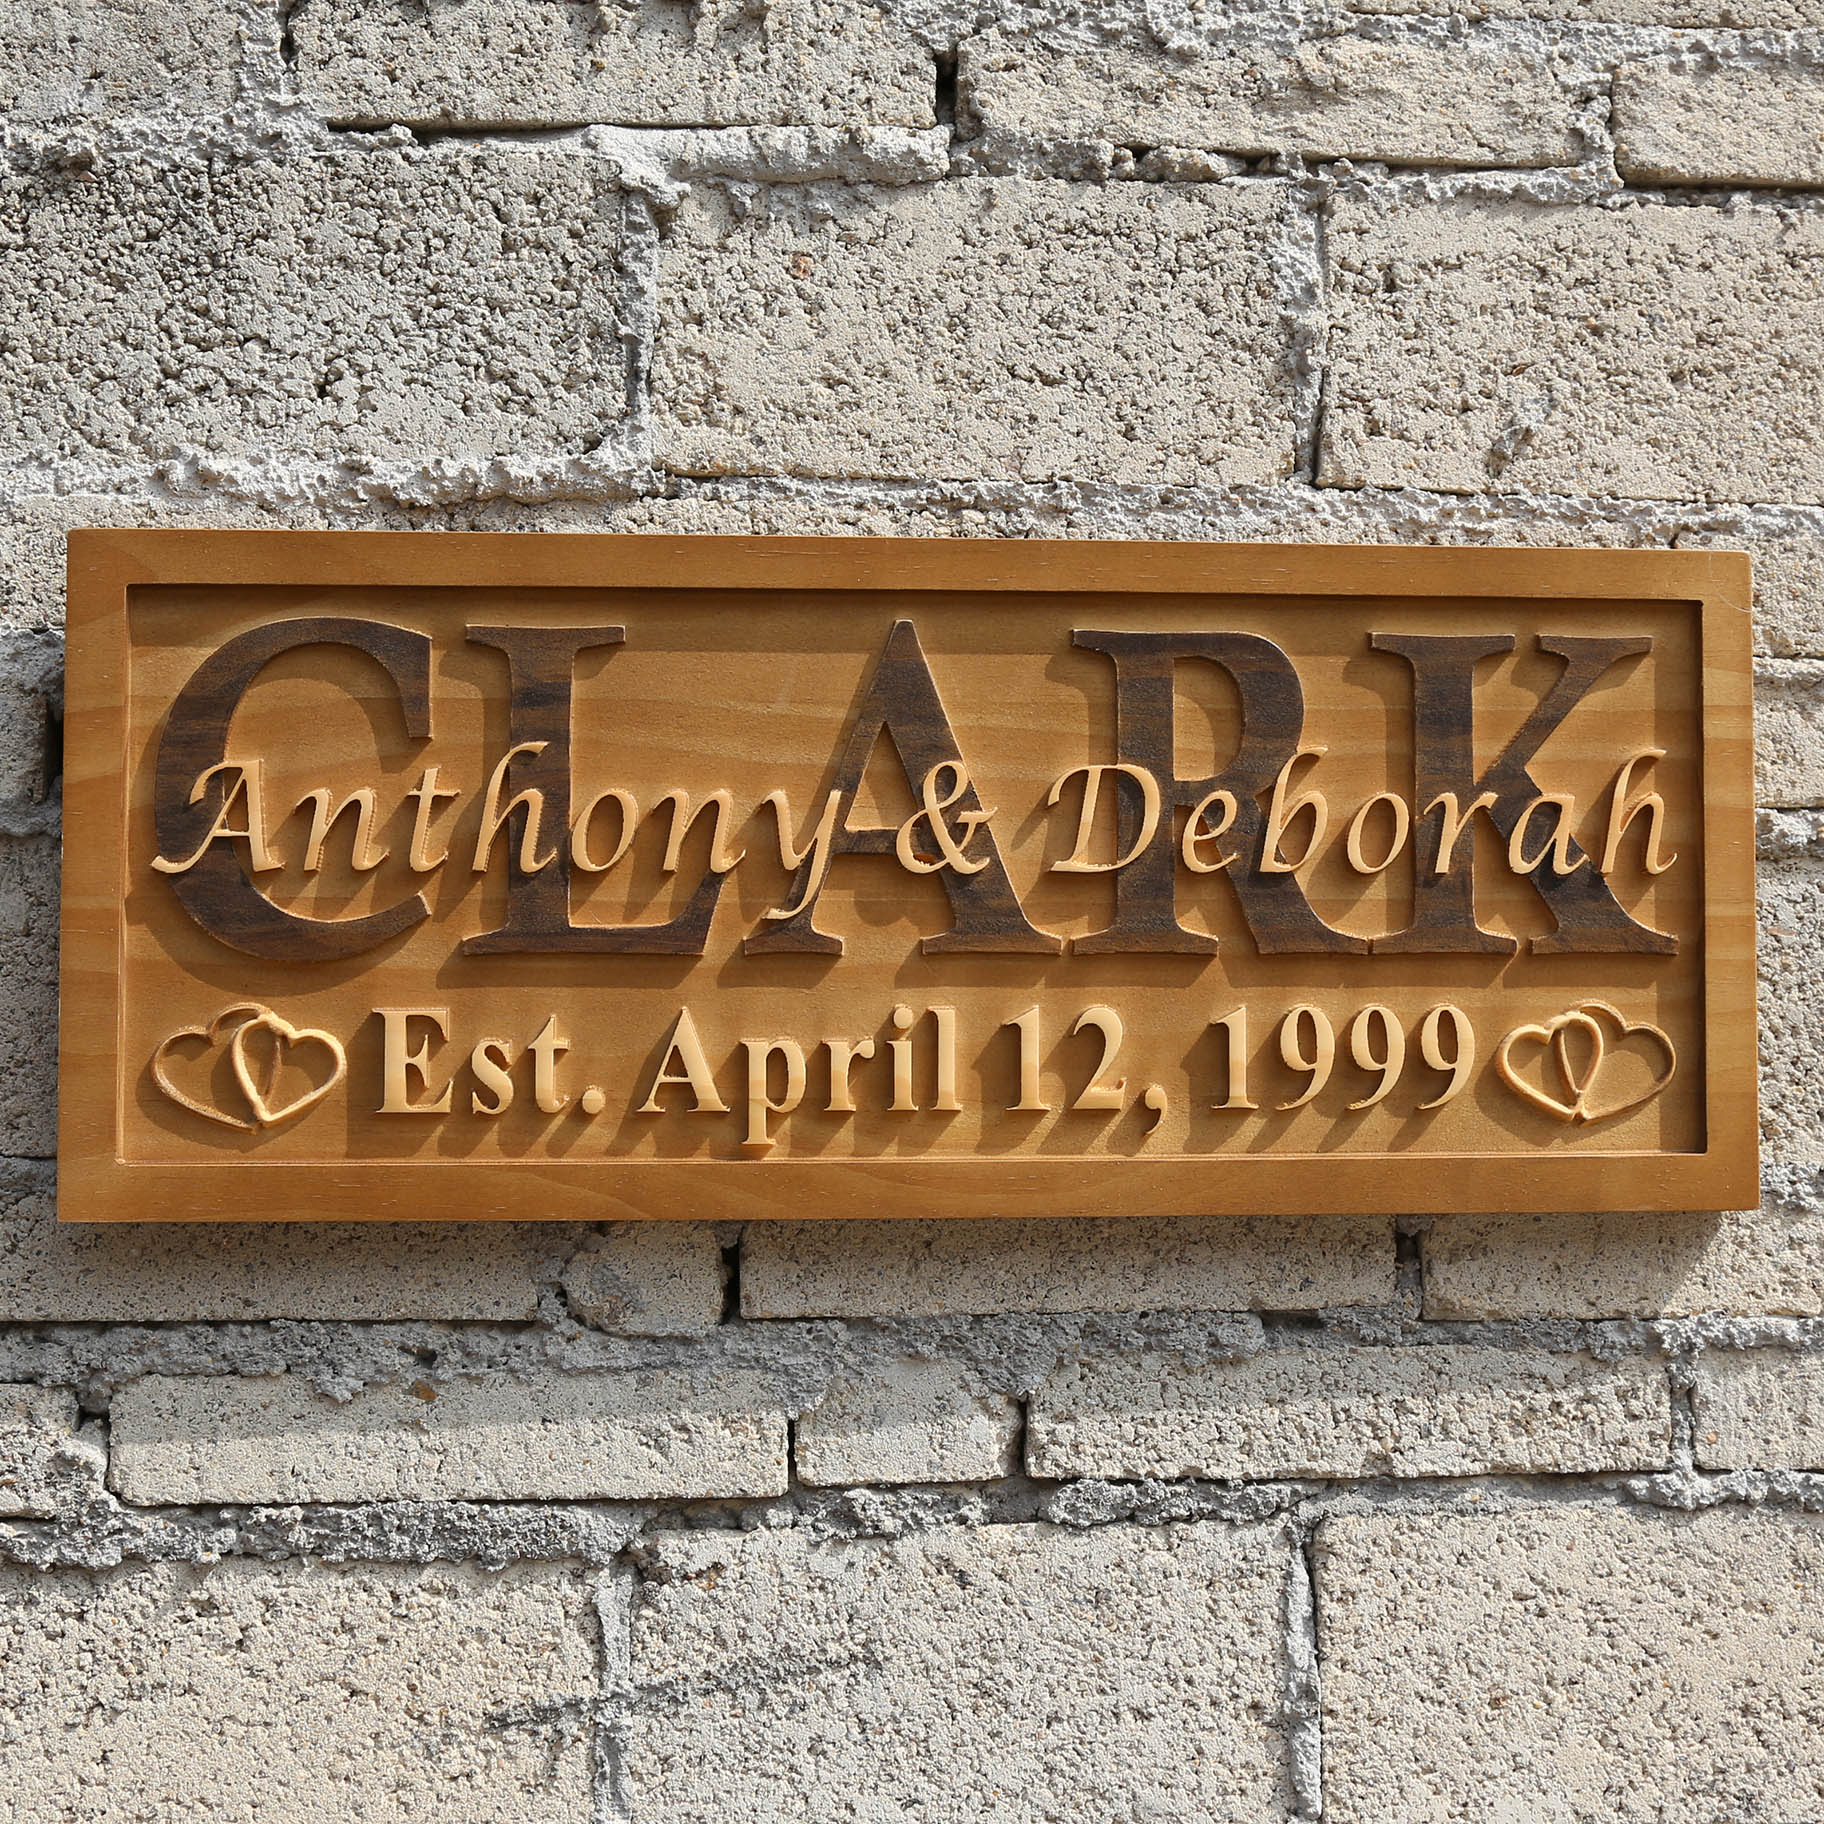 CLARK
Anthony & Deborah
Est. April 12, 1999